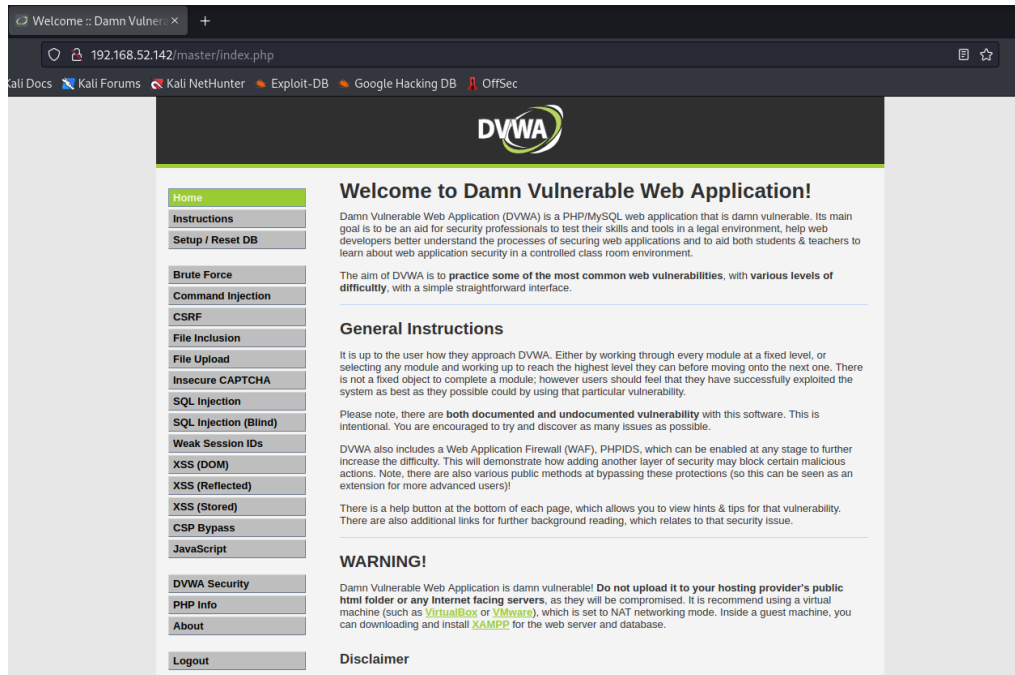 Welcome :: Damn Vulnera
192.168.52.142/master/index.php
Kali Docs Kali Forums Kali NetHunter Exploit-DB Google Hacking DB OffSec
DVWA
Home
Instructions
Setup / Reset DB
Brute Force
Command Injection
CSRF
File Inclusion
File Upload
Insecure CAPTCHA
SQL Injection
SQL Injection (Blind)
Weak Session IDs
XSS (DOM)
XSS (Reflected)
XSS (Stored)
CSP Bypass
JavaScript
DVWA Security
PHP Info
About
Logout
Welcome to Damn Vulnerable Web Application!
Damn Vulnerable Web Application (DVWA) is a PHP/MySQL web application that is damn vulnerable. Its main
goal is to be an aid for security professionals to test their skills and tools in a legal environment, help web
developers better understand the processes of securing web applications and to aid both students & teachers to
learn about web application security in a controlled class room environment.
The aim of DVWA is to practice some of the most common web vulnerabilities, with various levels of
difficultly, with a simple straightforward interface.
General Instructions
It is up to the user how they approach DVWA. Either by working through every module at a fixed level, or
selecting any module and working up to reach the highest level they can before moving onto the next one. There
is not a fixed object to complete a module; however users should feel that they have successfully exploited the
system as best as they possible could by using that particular vulnerability.
Please note, there are both documented and undocumented vulnerability with this software. This is
intentional. You are encouraged to try and discover as many issues as possible.
DVWA also includes a Web Application Firewall (WAF), PHPIDS, which can be enabled at any stage to further
increase the difficulty. This will demonstrate how adding another layer of security may block certain malicious
actions. Note, there are also various public methods at bypassing these protections (so this can be seen as an
extension for more advanced users)!
There is a help button at the bottom of each page, which allows you to view hints & tips for that vulnerability.
There are also additional links for further background reading, which relates to that security issue.
WARNING!
Damn Vulnerable Web Application is damn vulnerable! Do not upload it to your hosting provider's public
html folder or any Internet facing servers, as they will be compromised. It is recommend using a virtual
machine (such as VirtualBox or VMware), which is set to NAT networking mode. Inside a guest machine, you
can downloading and install XAMPP for the web server and database.
Disclaimer